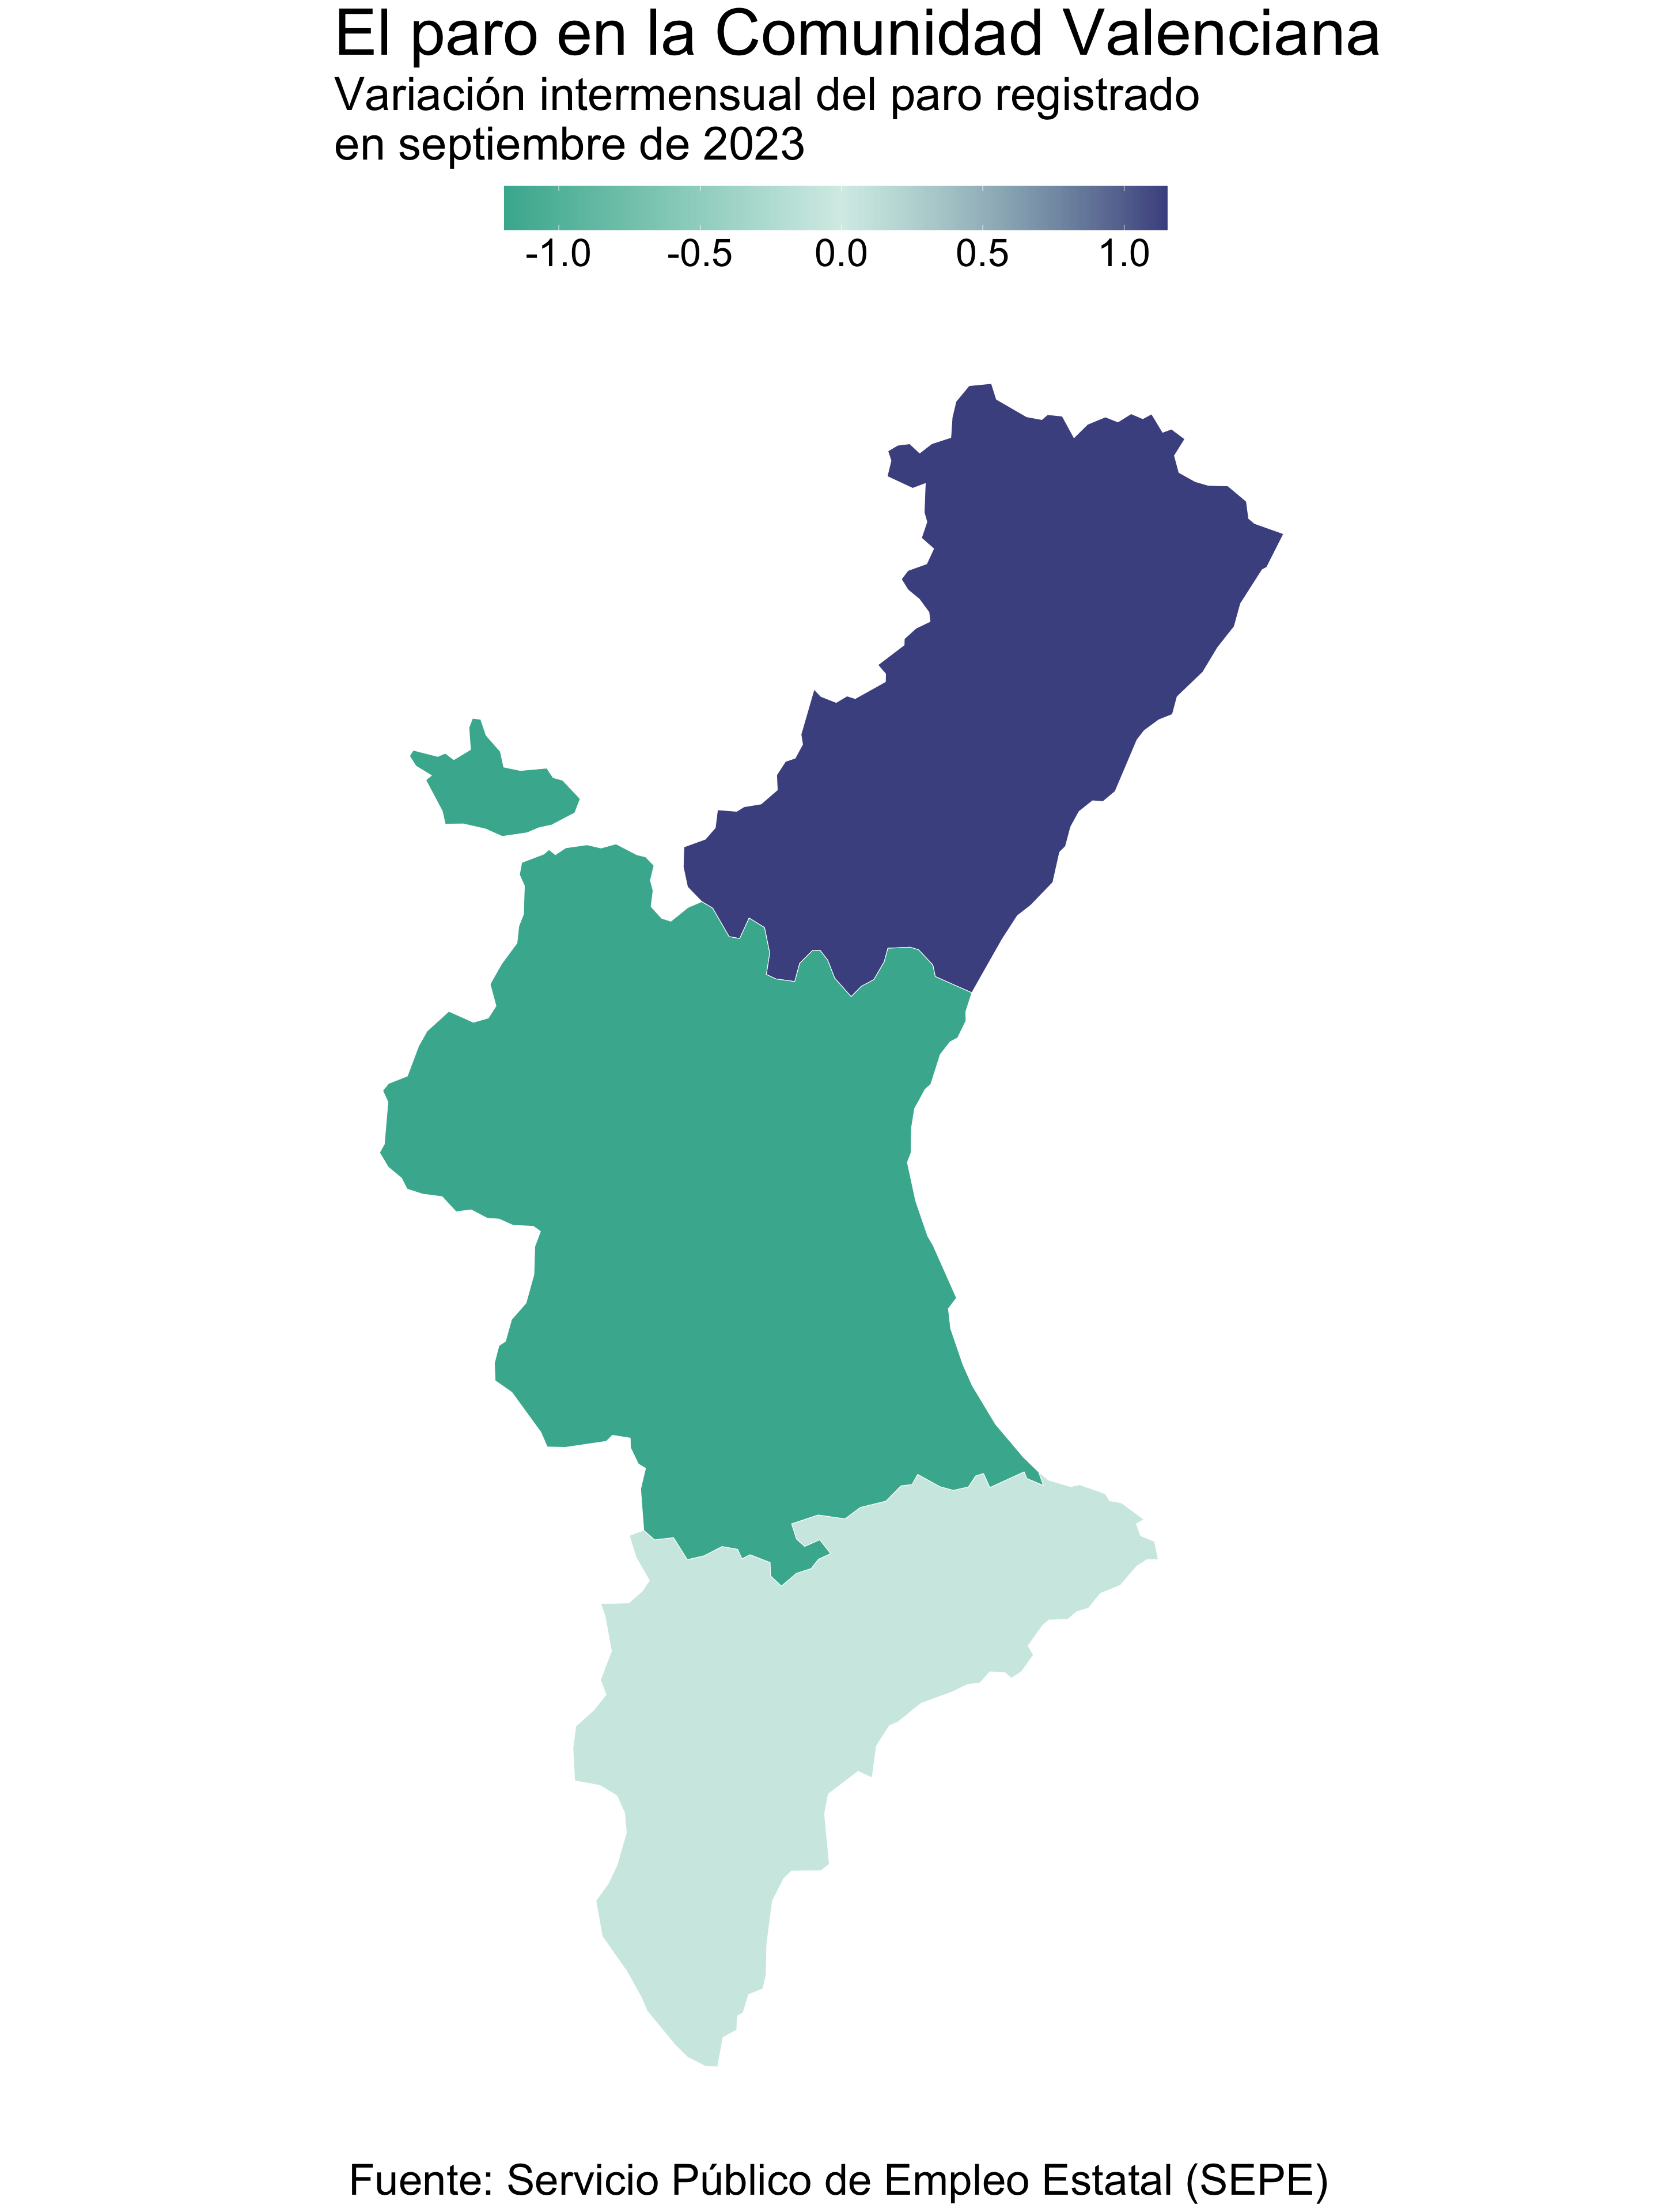 El paro en la Comunidad Valenciana
Variación intermensual del paro registrado
en septiembre de 2023
-1.0 -0.5 0.0 0.5 1.0
Fuente: Servicio Público de Empleo Estatal (SEPE)